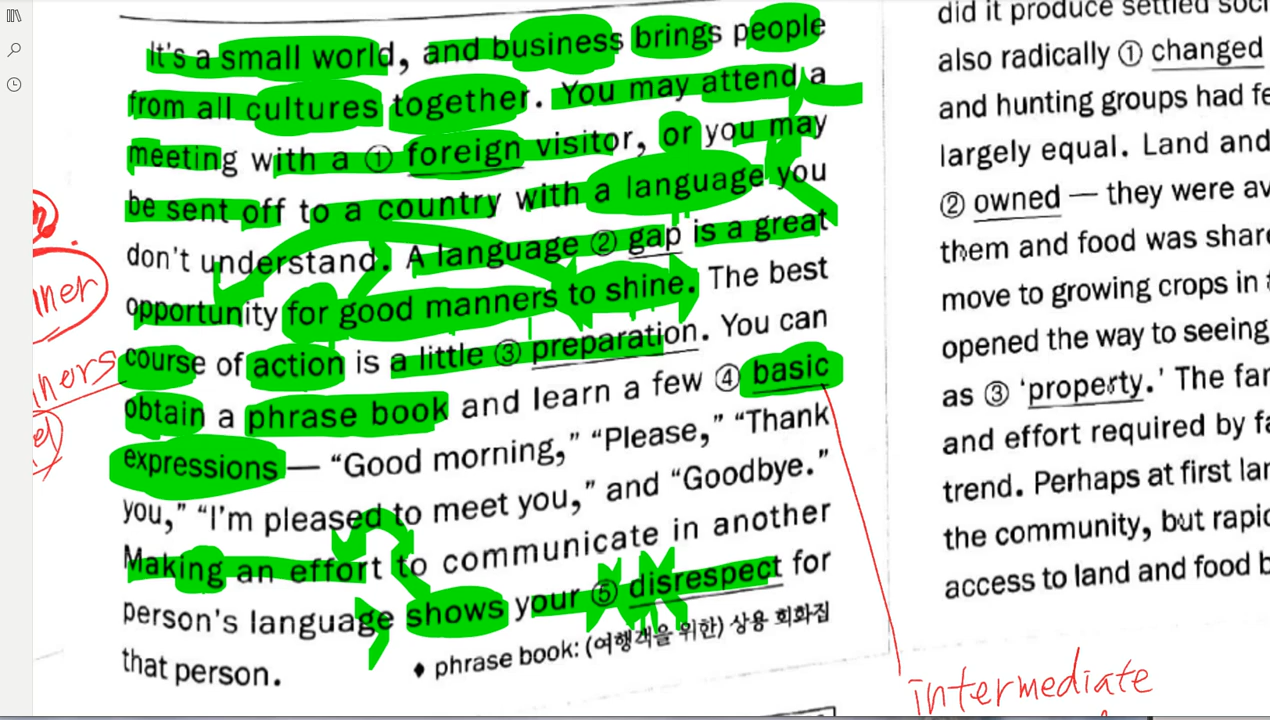 It's a small world, and business brings people
from all cultures together. You may attend a
meeting with a ① foreign visitor, or you may
be sent off to a country with a language you
don't understand. A language ② gap is a great
opportunity for good manners to shine. The best
course of action is a little ③ preparation. You can
obtain a phrase book and learn a few ④ basic
expressions — “Good morning,” “Please,” “Thank
you,” “I'm pleased to meet you,” and “Goodbye.”
Making an effort to communicate in another
person's language shows your ⑤ disrespect for
that person.
♦ phrase book: (여행객을 위한) 상용 회화집
did it produce settled
also radically ① changed
and hunting groups had
largely equal. Land and
② owned — they were
them and food was
move to growing crops in
opened the way to seeing
as ③ ‘property.’ The
and effort required by
trend. Perhaps at first
the community, but
access to land and food
intermediate